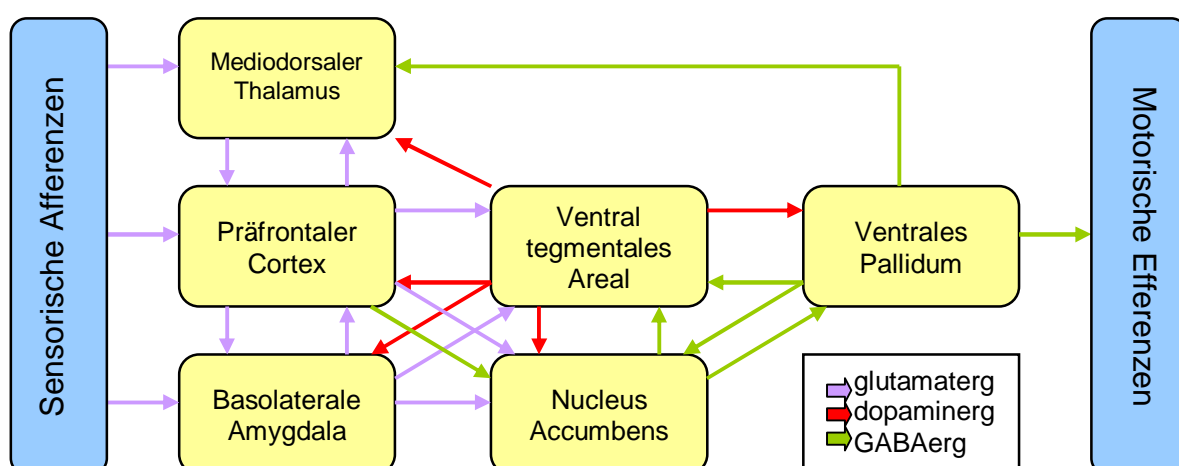 Sensorische Afferenzen
Mediodorsaler
Thalamus
Präfrontaler
Cortex
Ventral
tegmentales
Areal
Ventrales
Pallidum
Basolaterale
Amygdala
Nucleus
Accumbens
glutamaterg
dopaminerg
GABAerg
Motorische Efferenzen